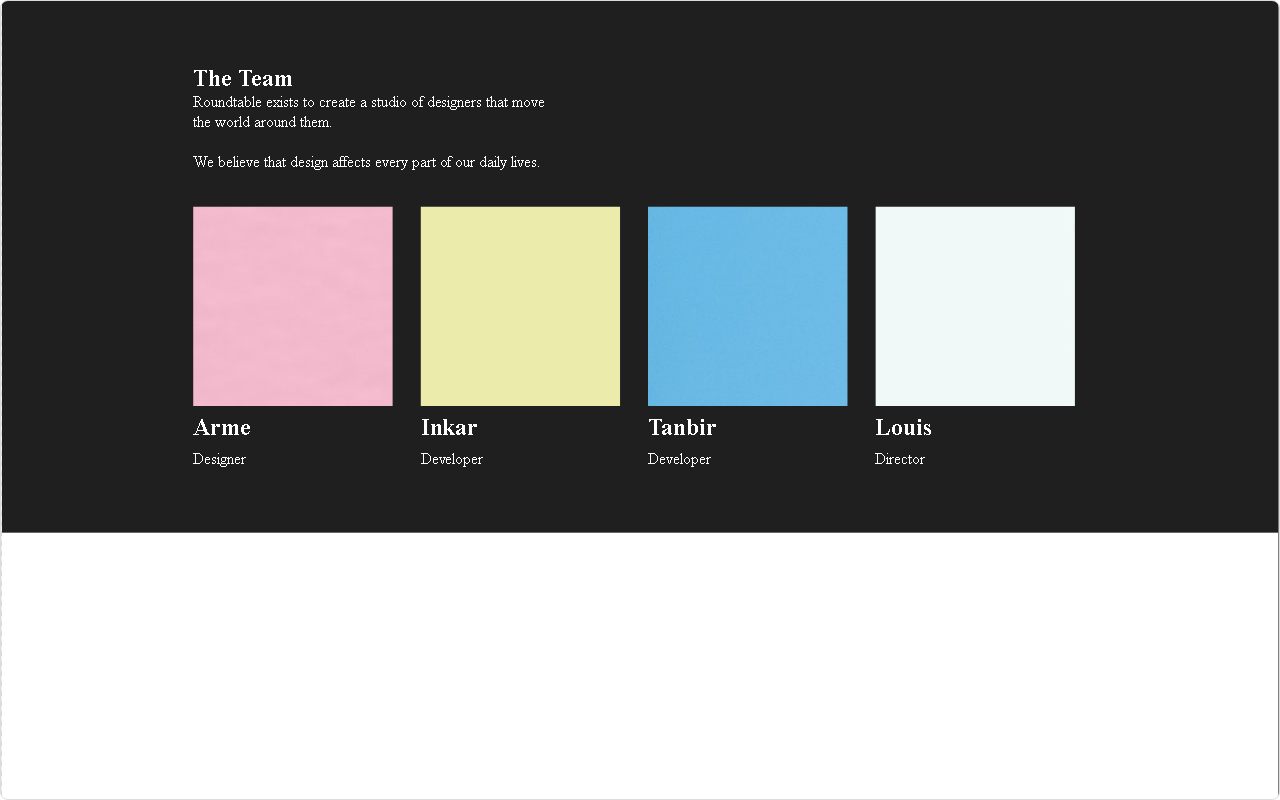 The Team
Roundtable exists to create a studio of designers that move
the world around them.
We believe that design affects every part of our daily lives.
Arme
Designer
Inkar
Developer
Tanbir
Developer
Louis
Director